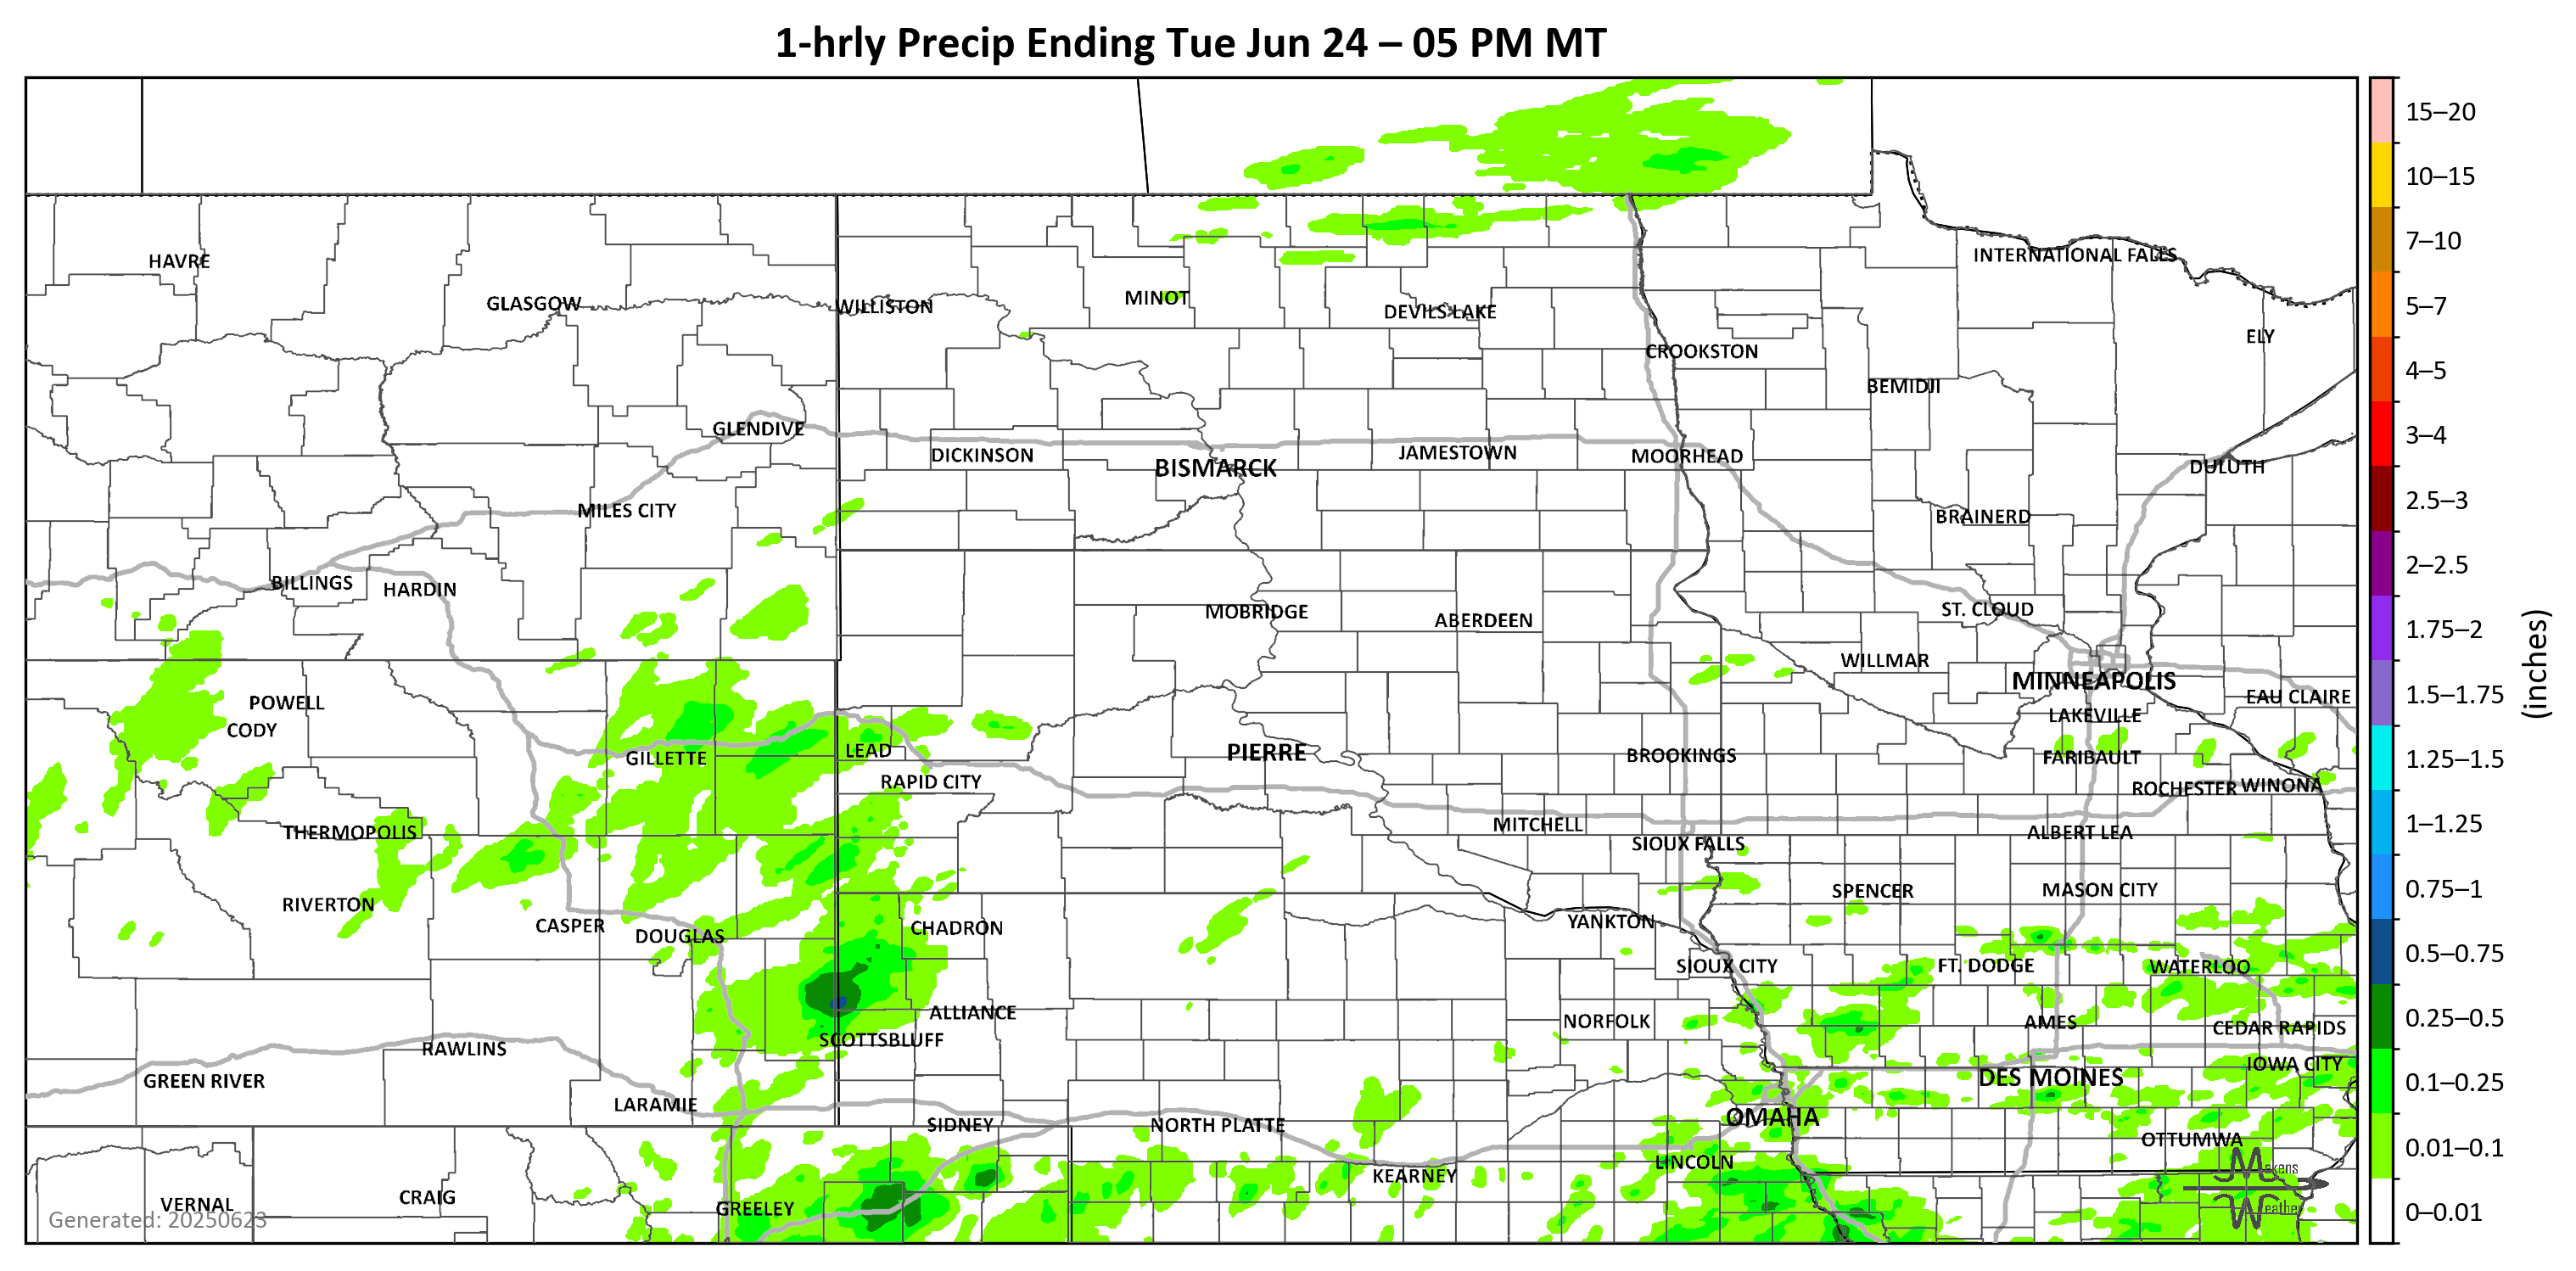 1-hrly Precip Ending Tue Jun 24 – 05 PM MT
15–20
10–15
INTERNATIONAL FALLS
7–10
HAVRE
MINOT
GLASGOW
WILLISTON
5–7
DEVILS LAKE
ELY
CROOKSTON
4–5
BEMIDJI
GLENDIVE
3–4
JAMESTOWN
DICKINSON
MOORHEAD
BISMARCK
DULUTH
2.5–3
MILES CITY
BRAINERD
2–2.5
BILLINGS
HARDIN
MOBRIDGE
ST. CLOUD
ABERDEEN
1.75–2
WILLMAR
(inches)
MINNEAPOLIS
1.5–1.75
EAU CLAIRE
POWELL
LAKEVILLE
CODY
LEAD
PIERRE
BROOKINGS
GILLETTE
FARIBAULT
1.25–1.5
RAPID CITY
ROCHESTER
WINONA
1–1.25
MITCHELL
THERMOPOLIS
ALBERT LEA
SIOUX FALLS
0.75–1
SPENCER
MASON CITY
RIVERTON
YANKTON
CASPER
CHADRON
DOUGLAS
0.5–0.75
SIOUX CITY
FT. DODGE
WATERLOO
ALLIANCE
0.25–0.5
NORFOLK
AMES
CEDAR RAPIDS
SCOTTSBLUFF
RAWLINS
IOWA CITY
DES MOINES
GREEN RIVER
0.1–0.25
LARAMIE
OMAHA
SIDNEY
NORTH PLATTE
OTTUMWA
0.01–0.1
LINCOLN
Makens
KEARNEY
CRAIG
VERNAL
GREELEY
Weather
0–0.01
Generated: 20250623